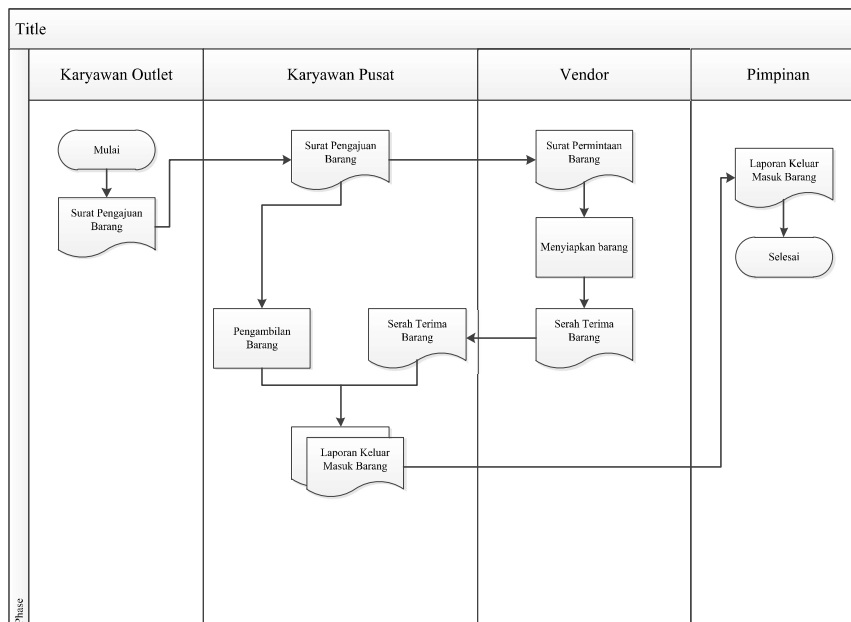 Title
Karyawan Outlet
Karyawan Pusat
Vendor
Pimpinan
Mulai
Surat Pengajuan
Barang
Surat Pengajuan
Barang
Surat Permintaan
Barang
Menyiapkan barang
Serah Terima
Barang
Serah Terima
Barang
Pengambilan
Barang
Laporan Keluar
Masuk Barang
Laporan Keluar
Masuk Barang
Selesai
Phase